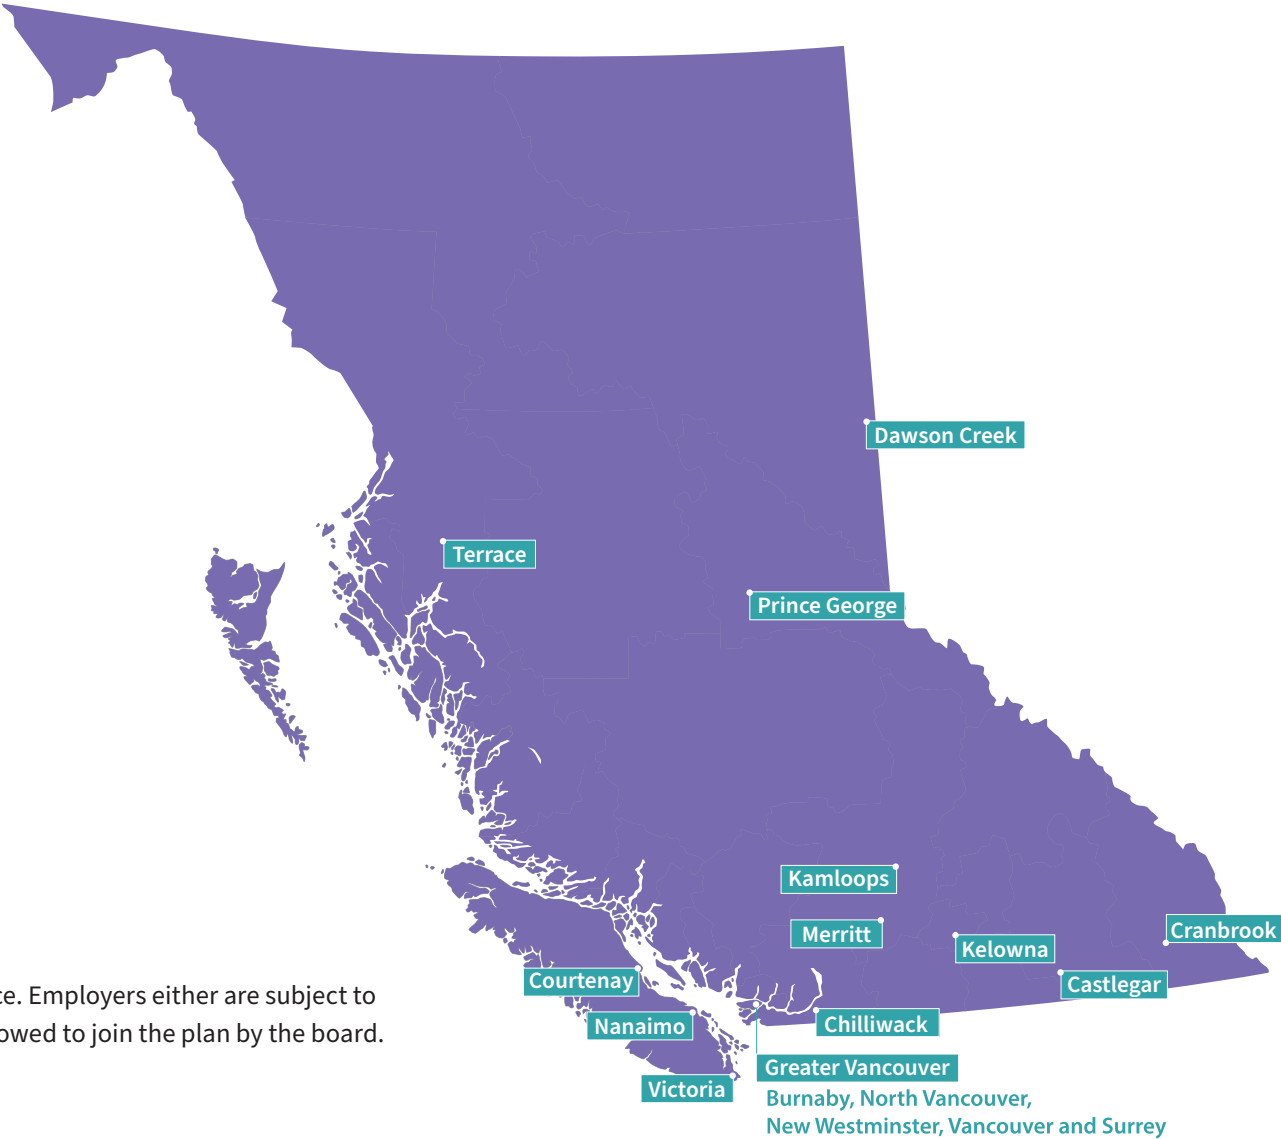 Dawson Creek
Terrace
Prince George
Kamloops
Merritt
Cranbrook
Kelowna
Courtenay
Castlegar
ce. Employers either are subject to
Nanaimo
Chilliwack
owed to join the plan by the board.
Greater Vancouver
Victoria
Burnaby, North Vancouver,
New Westminster, Vancouver and Surrey